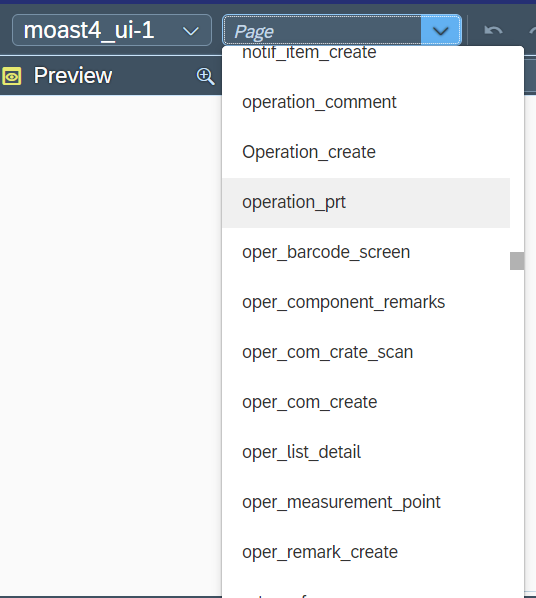 moast4_ui-1
Page
Preview
notif_item_create
operation_comment
Operation_create
operation_prt
oper_barcode_screen
oper_component_remarks
oper_com_crate_scan
oper_com_create
oper_list_detail
oper_measurement_point
oper_remark_create